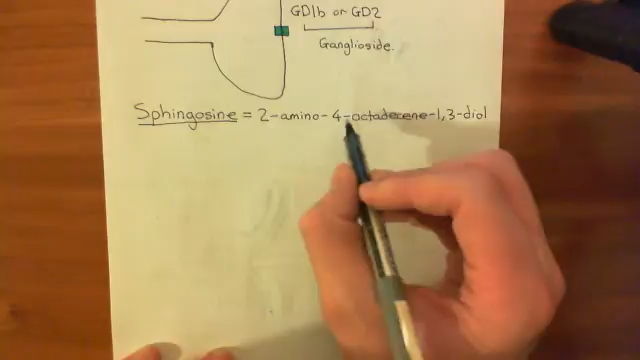 GD1b or GD2
Ganglioside.
Sphingosine = 2-amino-4-octadecene-1,3-diol